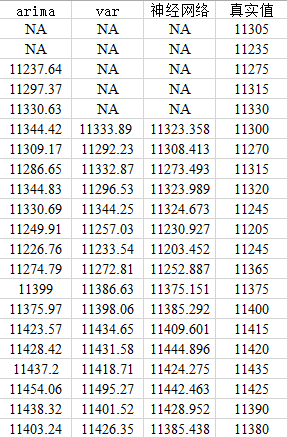 arima var 神经网络 真实值
NA NA NA 11305
NA NA NA 11235
11237.64 NA NA 11275
11297.37 NA NA 11315
11330.63 NA NA 11330
11344.42 11333.89 11323.358 11300
11309.17 11292.23 11308.413 11270
11286.65 11332.87 11273.493 11315
11344.83 11296.53 11323.989 11320
11330.69 11344.25 11324.673 11245
11249.91 11257.03 11230.927 11205
11226.76 11233.54 11203.452 11245
11274.79 11272.81 11252.887 11365
11399 11386.63 11375.151 11375
11375.97 11398.06 11385.292 11400
11423.57 11434.65 11409.601 11415
11428.42 11431.58 11444.896 11420
11437.2 11418.71 11424.275 11435
11454.06 11495.27 11442.463 11425
11438.32 11401.52 11428.952 11390
11403.24 11426.35 11385.438 11380